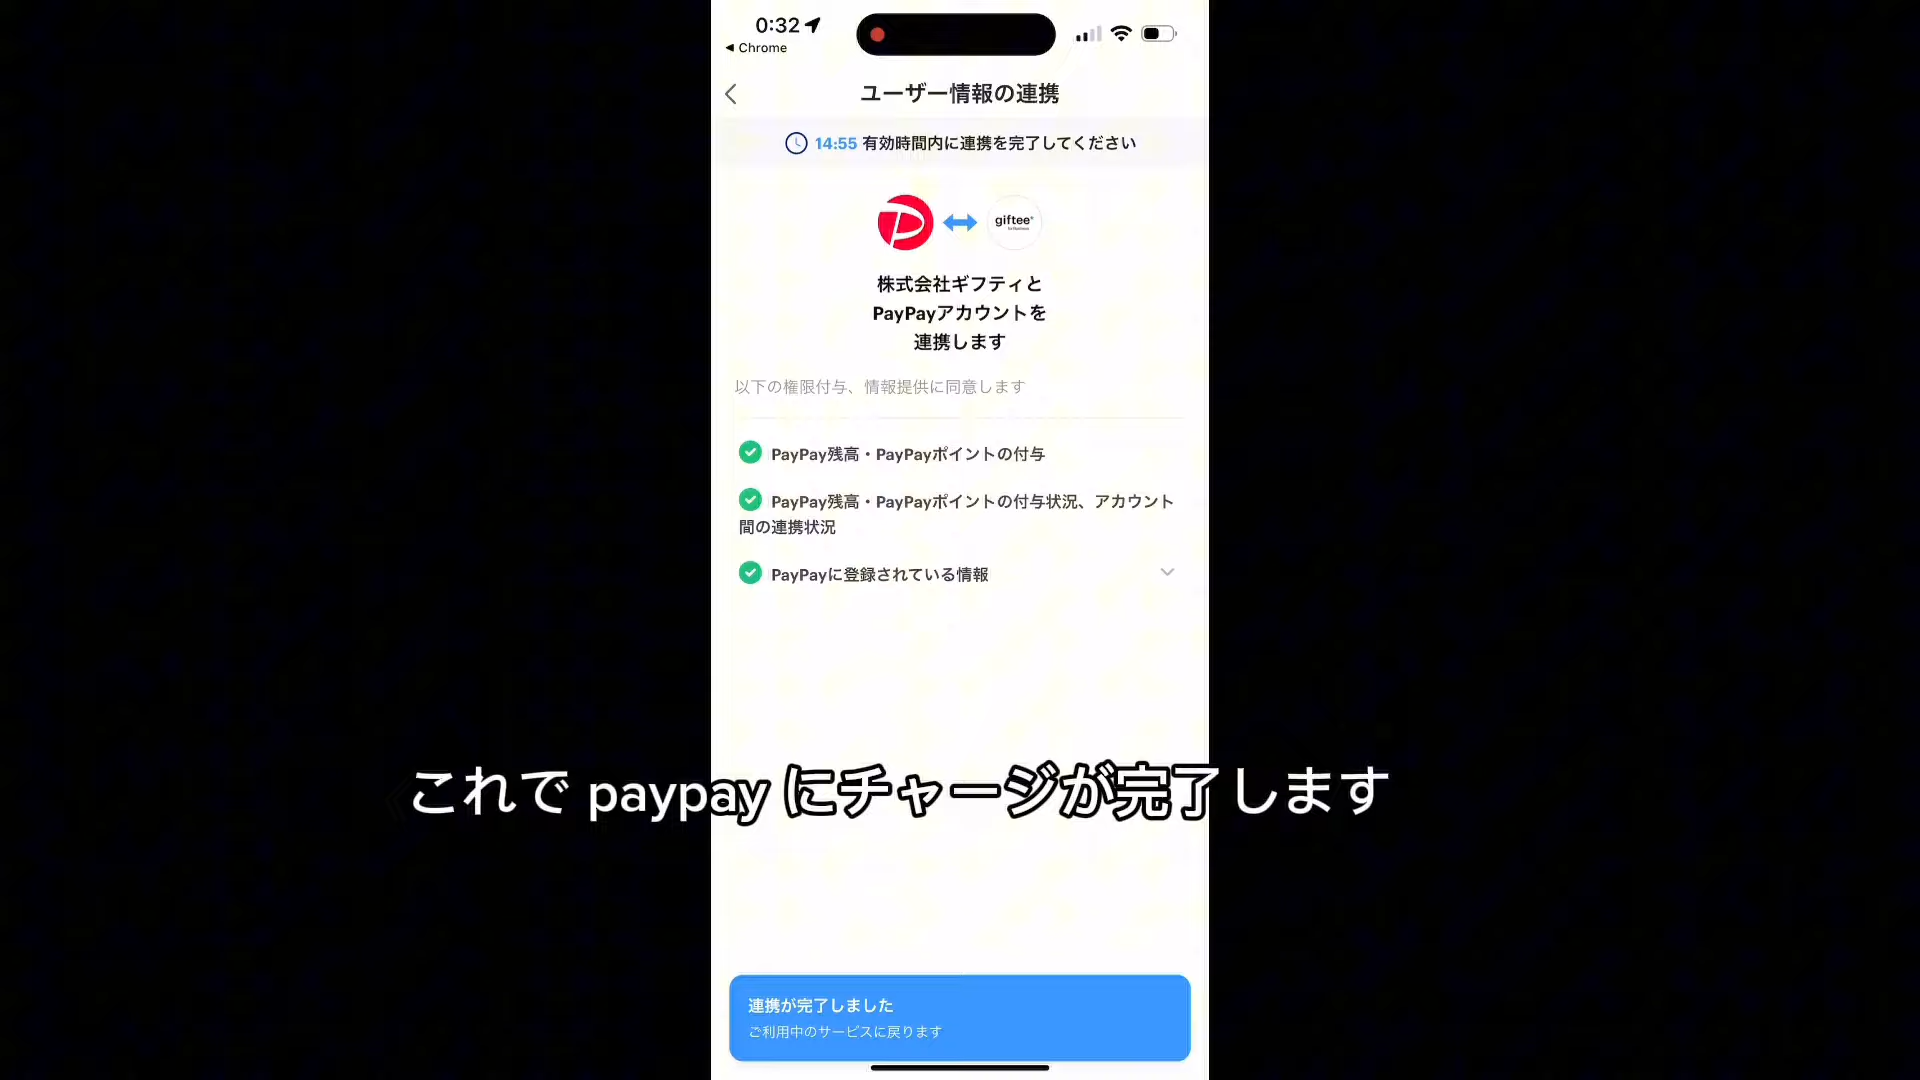 0:32
◀ Chrome
ユーザー情報の連携
14:55 有効時間内に連携を完了してください
giftee
for Business
株式会社ギフティと
PayPayアカウントを
連携します
以下の権限付与、情報提供に同意します
PayPay残高・PayPayポイントの付与
PayPay残高・PayPayポイントの付与状況、アカウント
間の連携状況
PayPayに登録されている情報
これで paypay にチャージが完了します
連携が完了しました
ご利用中のサービスに戻ります